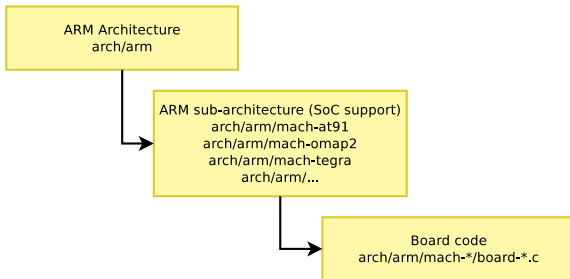 ARM Architecture
arch/arm
ARM sub-architecture (SoC support)
arch/arm/mach-at91
arch/arm/mach-omap2
arch/arm/mach-tegra
arch/arm/...
Board code
arch/arm/mach-*/board-*.c